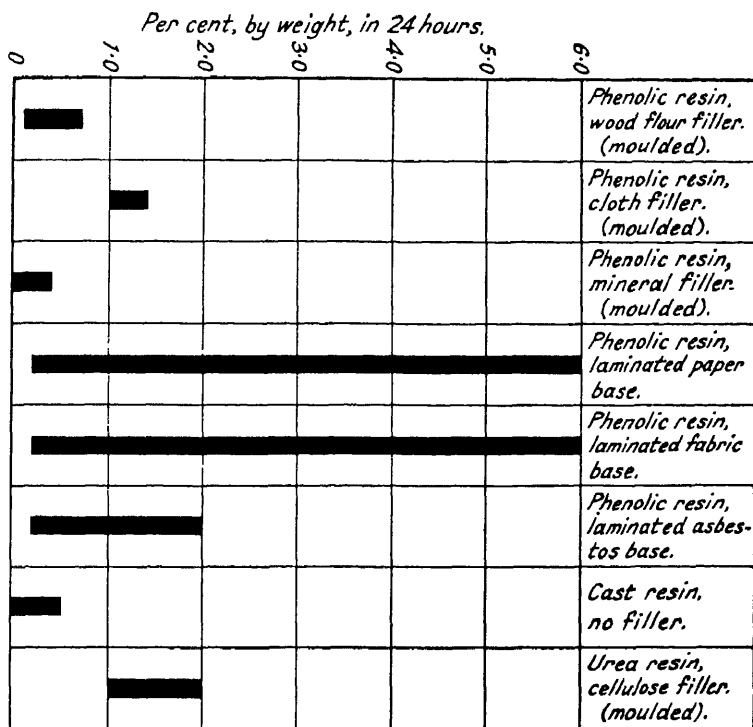 Per cent, by weight, in 24 hours.
0 1·0 2·0 3·0 4·0 5·0 6·0
Phenolic resin,
wood flour filler.
(moulded).
Phenolic resin,
cloth filler.
(moulded).
Phenolic resin,
mineral filler.
(moulded).
Phenolic resin,
laminated paper
base.
Phenolic resin,
laminated fabric
base.
Phenolic resin,
laminated asbes-
tos base.
Cast resin,
no filler.
Urea resin,
cellulose filler.
(moulded).